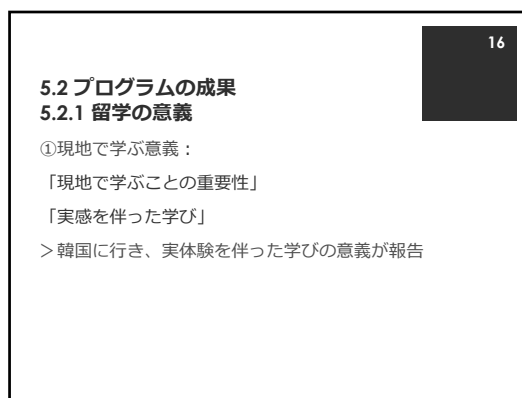 16
5.2 プログラムの成果
5.2.1 留学の意義
①現地で学ぶ意義：
「現地で学ぶことの重要性」
「実感を伴った学び」
＞韓国に行き、実体験を伴った学びの意義が報告